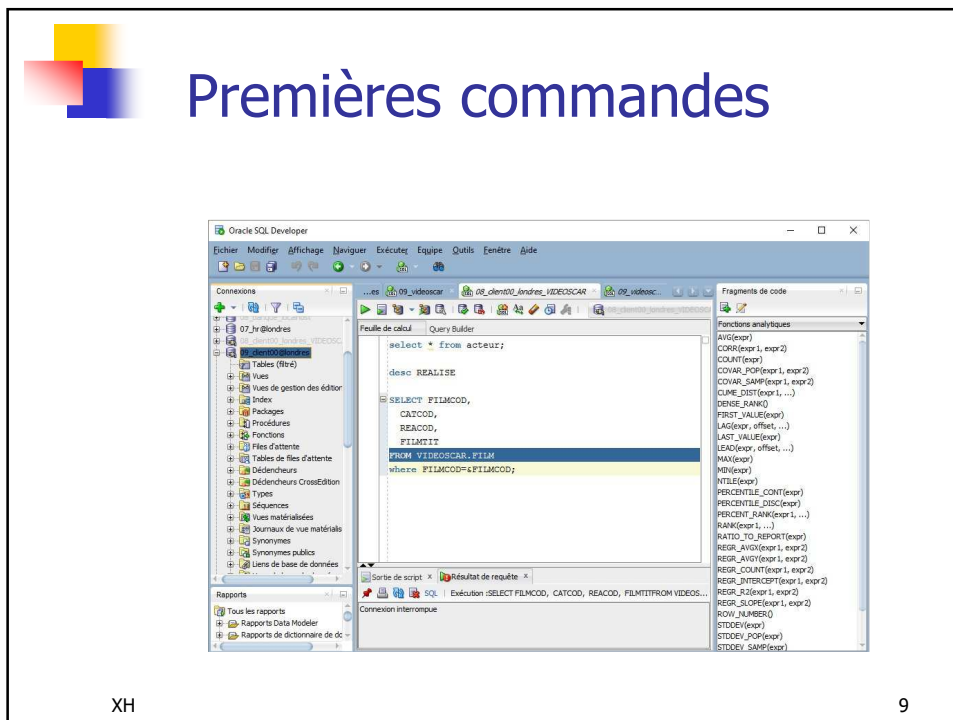 Premières commandes
Oracle SQL Developer
Fichier Modifier Affichage Naviguer Exécuter Equipe Outils Fenêtre Aide
Connexions
07_hr@londres
09_client00@londres
Tables (filtré)
Vues
Vues de gestion des édition
Index
Packages
Procédures
Fonctions
Files d'attente
Tables de files d'attente
Déclencheurs
Déclencheurs CrossEdition
Types
Séquences
Vues matérialisées
Journaux de vue matérialis
Synonymes
Synonymes publics
Liens de base de données
Rapports
Tous les rapports
Rapports Data Modeler
Rapports de dictionnaire de dc
...es 09_videoscar 08_client00_londres_VIDEOSCAR 09_videosc...
Feuille de calcul Query Builder
select * from acteur;
desc REALISE
SELECT FILMCOD,
CATCOD,
REACOD,
FILMTIT
FROM VIDEOSCAR.FILM
where FILMCOD=&FILMCOD;
Sortie de script Résultat de requête
SQL Exécution :SELECT FILMCOD, CATCOD, REACOD, FILMTITFROM VIDEOS...
Connexion interrompue
Fragments de code
Fonctions analytiques
AVG(expr)
CORR(expr1, expr2)
COUNT(expr)
COVAR_POP(expr1, expr2)
COVAR_SAMP(expr1, expr2)
CUME_DIST(expr1, ...)
DENSE_RANK()
FIRST_VALUE(expr)
LAG(expr, offset, ...)
LAST_VALUE(expr)
LEAD(expr, offset, ...)
MAX(expr)
MIN(expr)
NTILE(expr)
PERCENTILE_CONT(expr)
PERCENTILE_DISC(expr)
PERCENT_RANK(expr1, ...)
RANK(expr1, ...)
RATIO_TO_REPORT(expr)
REGR_AVGX(expr1, expr2)
REGR_AVGY(expr1, expr2)
REGR_COUNT(expr1, expr2)
REGR_INTERCEPT(expr1, expr2)
REGR_R2(expr1, expr2)
REGR_SLOPE(expr1, expr2)
ROW_NUMBER()
STDDEV(expr)
STDDEV_POP(expr)
STDDEV_SAMP(expr)
XH
9